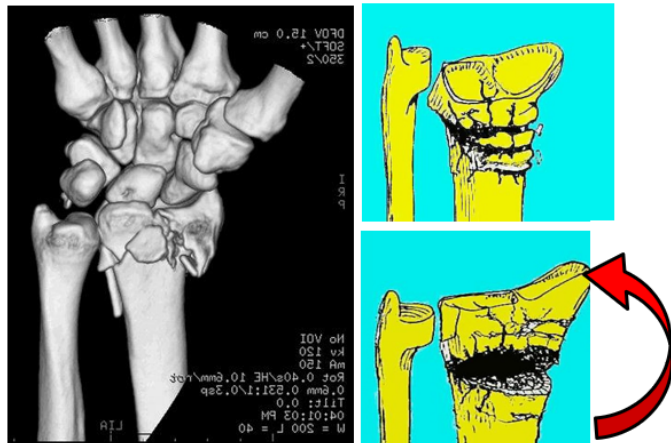 DFOV 15.0 cm
SOFT/+
350/2
I
R
P
No VOI
kv 120
mA 150
Rot 0.40s/HE 10.6mm/rot
0.6mm 0.531:1/0.3sp
Tilt: 0.0
04:01:03 PM
W = 200 L = 40
LIA